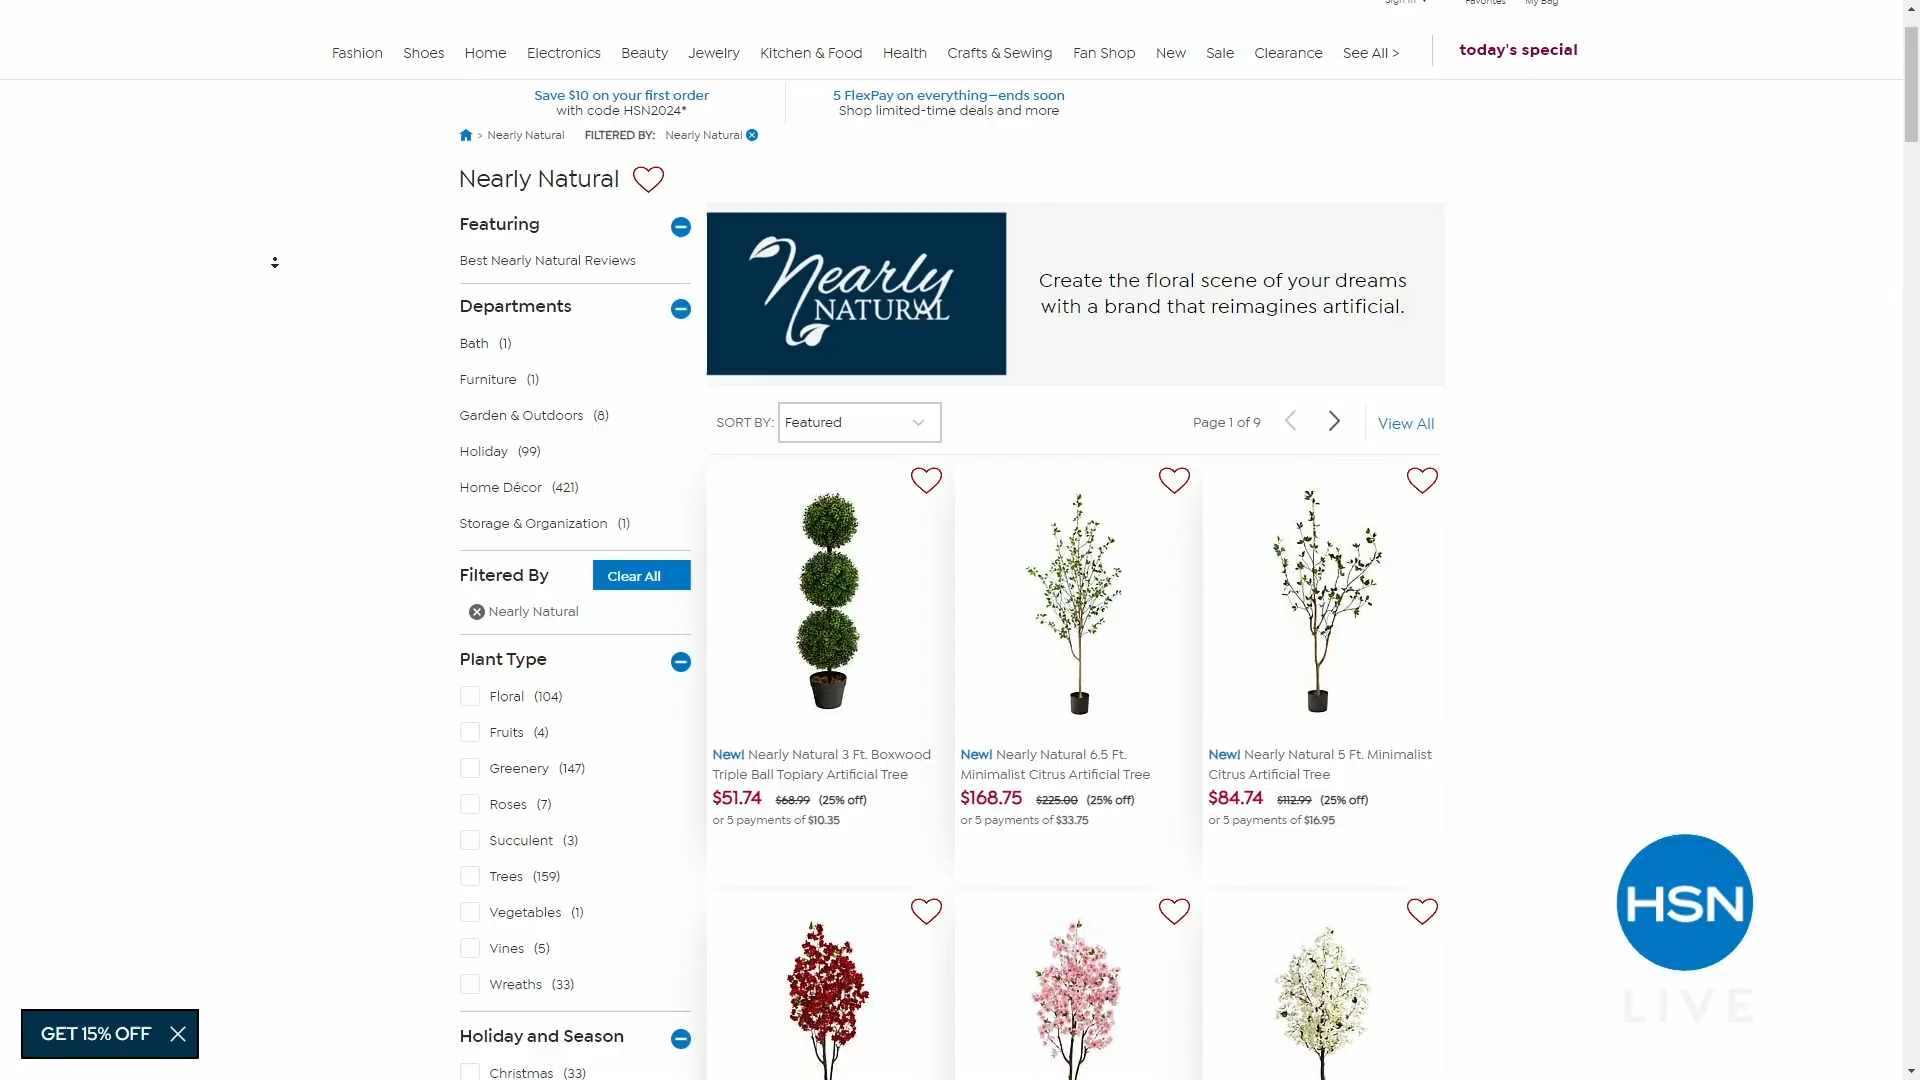 Sign In
Favorites
My Bag
Fashion Shoes Home Electronics Beauty Jewelry Kitchen & Food Health Crafts & Sewing Fan Shop New Sale Clearance See All >
today's special
Save $10 on your first order
with code HSN2024*
5 FlexPay on everything—ends soon
Shop limited-time deals and more
> Nearly Natural FILTERED BY: Nearly Natural
Nearly Natural
Featuring
Best Nearly Natural Reviews
Departments
Bath (1)
Furniture (1)
Garden & Outdoors (8)
Holiday (99)
Home Décor (421)
Storage & Organization (1)
Filtered By
Clear All
Nearly Natural
Plant Type
Floral (104)
Fruits (4)
Greenery (147)
Roses (7)
Succulent (3)
Trees (159)
Vegetables (1)
Vines (5)
Wreaths (33)
Holiday and Season
Christmas (33)
Nearly
NATURAL
Create the floral scene of your dreams
with a brand that reimagines artificial.
SORT BY: Featured
Page 1 of 9
View All
New! Nearly Natural 3 Ft. Boxwood
Triple Ball Topiary Artificial Tree
$51.74 $68.99 (25% off)
or 5 payments of $10.35
New! Nearly Natural 6.5 Ft.
Minimalist Citrus Artificial Tree
$168.75 $225.00 (25% off)
or 5 payments of $33.75
New! Nearly Natural 5 Ft. Minimalist
Citrus Artificial Tree
$84.74 $112.99 (25% off)
or 5 payments of $16.95
GET 15% OFF
HSN
LIVE